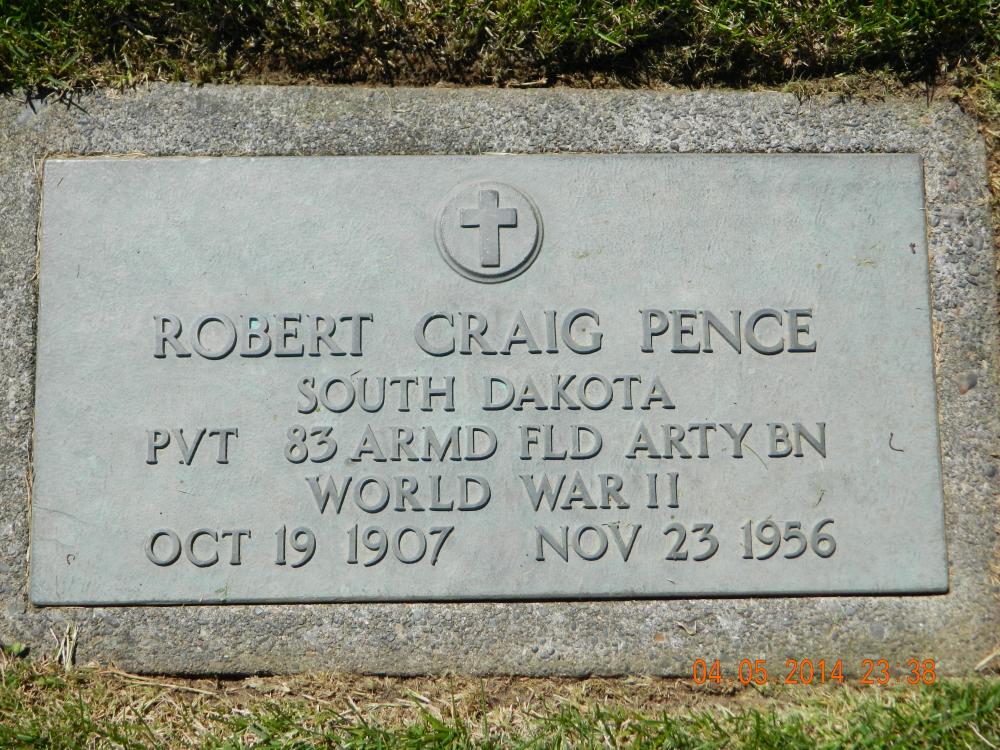 ROBERT CRAIG PENCE
SOUTH DAKOTA
PVT 83 ARMD FLD ARTY BN
WORLD WAR II
OCT 19 1907 NOV 23 1956
04 05 2014 23 38